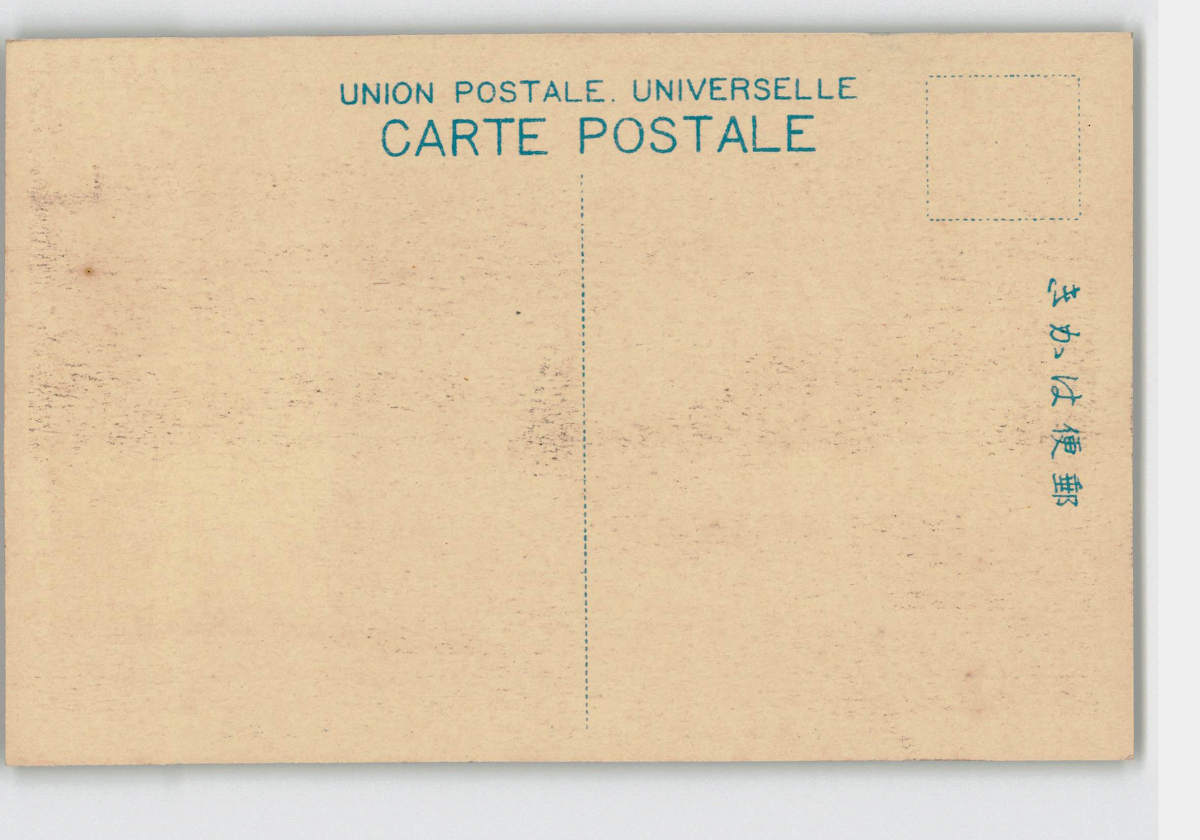 UNION POSTALE. UNIVERSELLE
CARTE POSTALE
郵便はかき